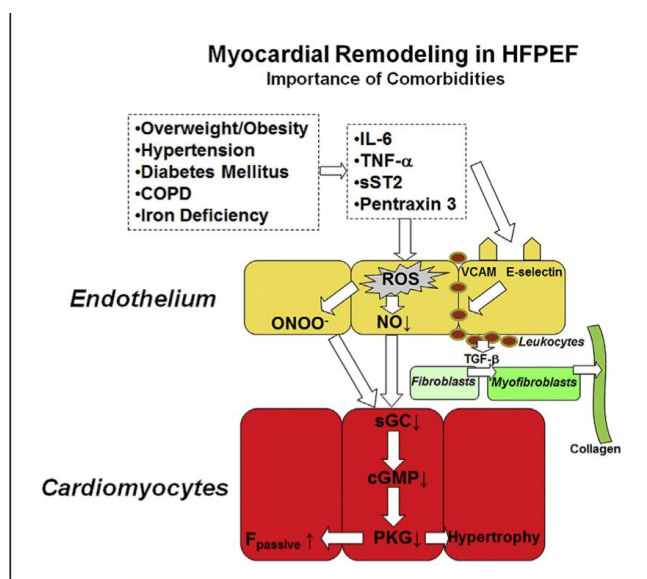 Myocardial Remodeling in HFPEF
Importance of Comorbidities
•Overweight/Obesity
•Hypertension
•Diabetes Mellitus
•COPD
•Iron Deficiency
•IL-6
•TNF-α
•sST2
•Pentraxin 3
VCAM E-selectin
ROS
Endothelium
ONOO⁻
NO↓
Leukocytes
TGF-β
Fibroblasts
Myofibroblasts
Collagen
sGC↓
cGMP↓
Cardiomyocytes
Fpassive ↑
PKG↓
Hypertrophy